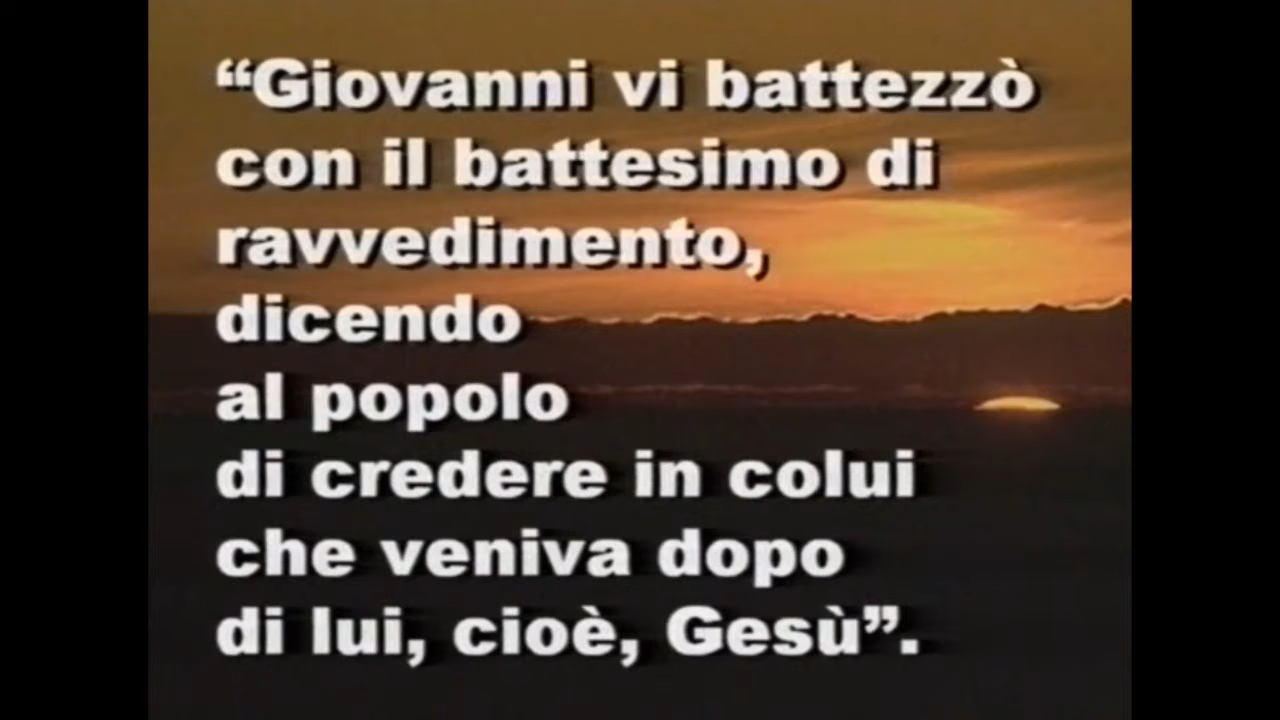 “Giovanni vi battezzò
con il battesimo di
ravvedimento,
dicendo
al popolo
di credere in colui
che veniva dopo
di lui, cioè, Gesù”.